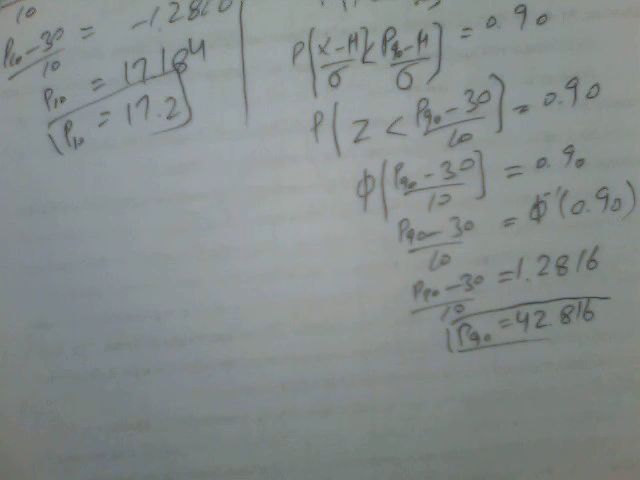 10
P₁₀ - 30 / 10 = -1.2816
P₁₀ = 17.184
P₁₀ = 17.2
P(X-μ / σ < P₉₀-μ / σ) = 0.90
P(Z < P₉₀-30 / 10) = 0.90
Φ(P₉₀-30 / 10) = 0.90
P₉₀-30 / 10 = Φ⁻¹(0.90)
P₉₀-30 / 10 = 1.2816
P₉₀ = 42.816